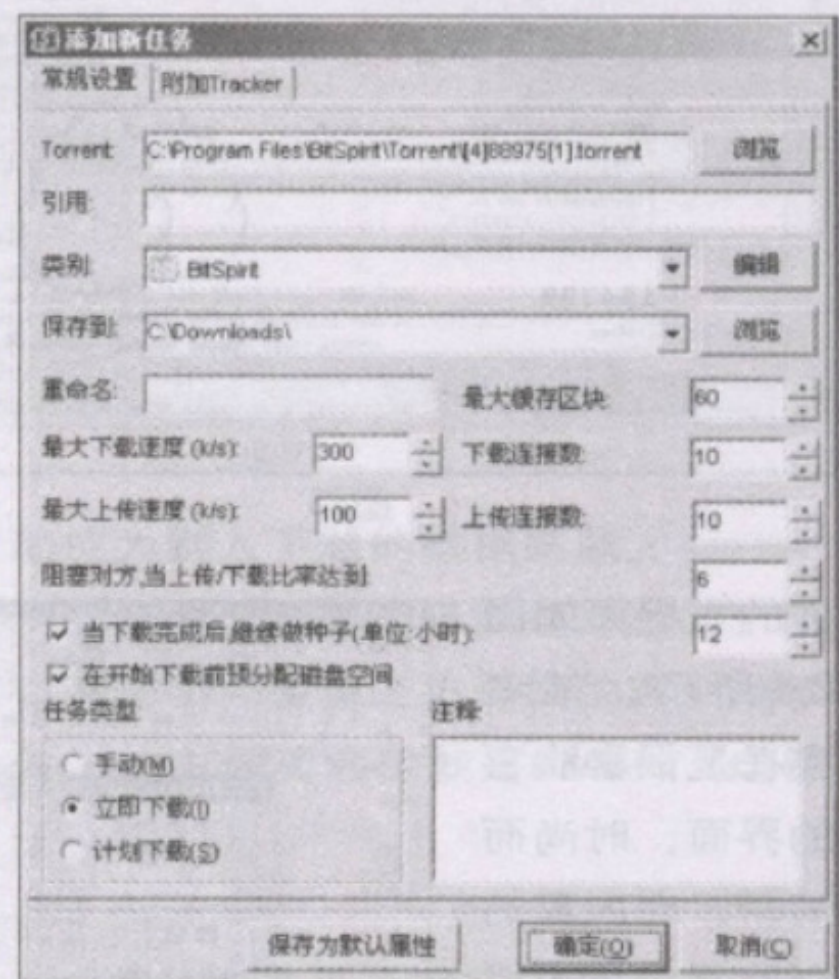 添加新任务
常规设置 附加Tracker
Torrent: C:\Program Files\BitSpirit\Torrent\[4]88975[1].torrent 浏览
引用:
类别: BitSpirit 编辑
保存到: C:\Downloads\ 浏览
重命名: 最大缓存区块: 60
最大下载速度(k/s): 300 下载连接数: 10
最大上传速度(k/s): 100 上传连接数: 10
阻塞对方,当上传/下载比率达到: 6
当下载完成后,继续做种子(单位:小时): 12
在开始下载前预分配磁盘空间
任务类型 注释:
手动(M)
立即下载(I)
计划下载(S)
保存为默认属性 确定(O) 取消(C)